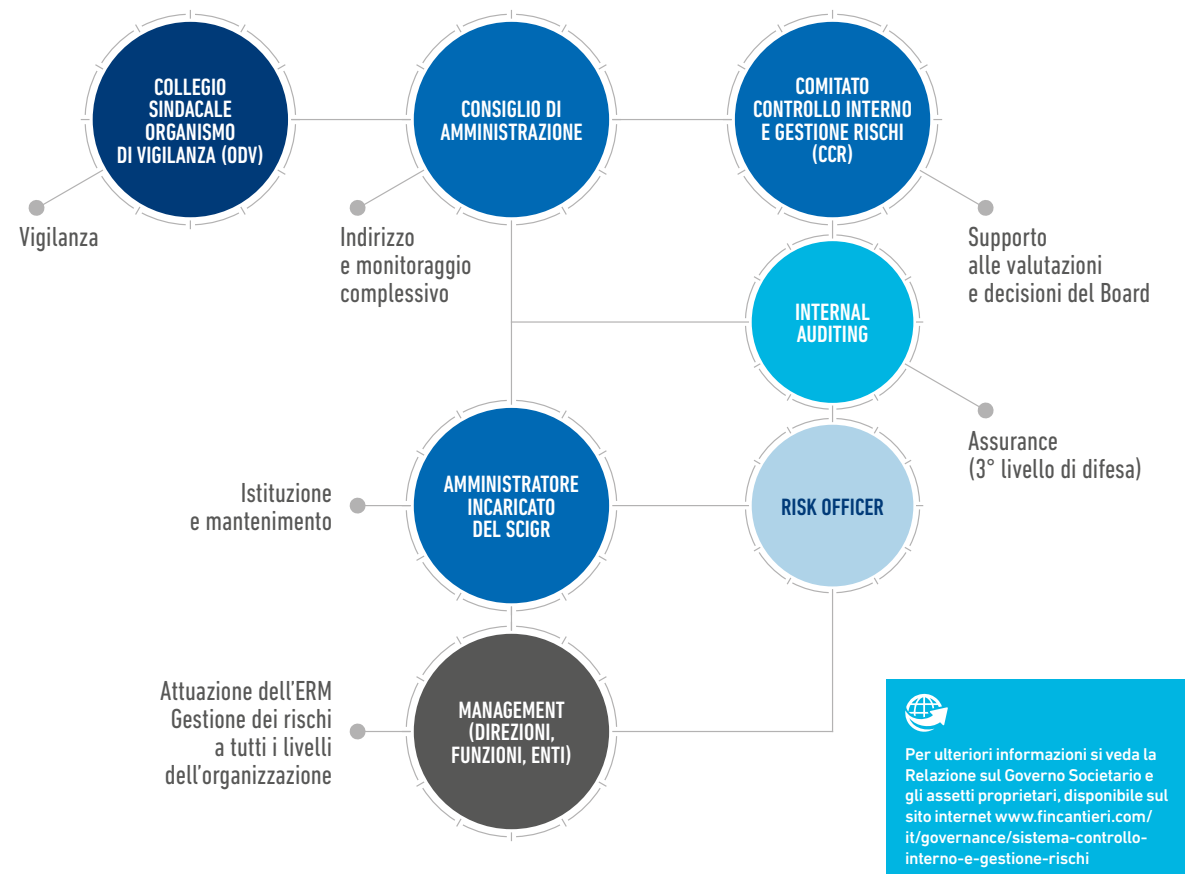 COLLEGIO
SINDACALE
ORGANISMO
DI VIGILANZA (ODV)
CONSIGLIO DI
AMMINISTRAZIONE
COMITATO
CONTROLLO INTERNO
E GESTIONE RISCHI
(CCR)
Vigilanza
Indirizzo
e monitoraggio
complessivo
Supporto
alle valutazioni
e decisioni del Board
INTERNAL
AUDITING
Assurance
(3° livello di difesa)
Istituzione
e mantenimento
AMMINISTRATORE
INCARICATO
DEL SCIGR
RISK OFFICER
Attuazione dell'ERM
Gestione dei rischi
a tutti i livelli
dell'organizzazione
MANAGEMENT
(DIREZIONI,
FUNZIONI, ENTI)
Per ulteriori informazioni si veda la
Relazione sul Governo Societario e
gli assetti proprietari, disponibile sul
sito internet www.fincantieri.com/
it/governance/sistema-controllo-
interno-e-gestione-rischi